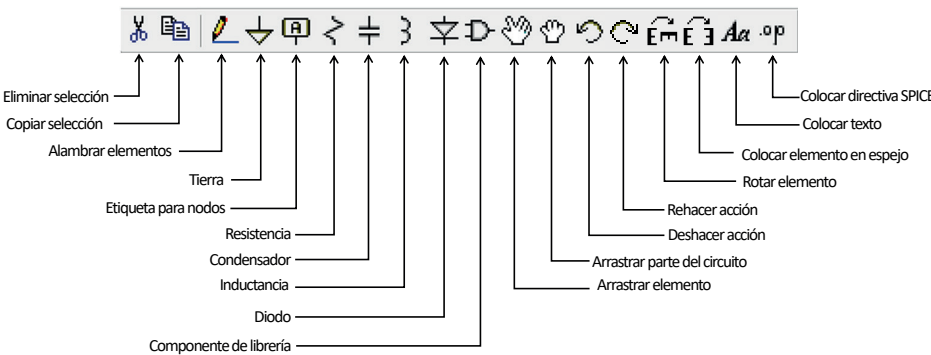 A
Aa
.op
Eliminar selección
Copiar selección
Alambrar elementos
Tierra
Etiqueta para nodos
Resistencia
Condensador
Inductancia
Diodo
Componente de librería
Colocar directiva SPICE
Colocar texto
Colocar elemento en espejo
Rotar elemento
Rehacer acción
Deshacer acción
Arrastrar parte del circuito
Arrastrar elemento